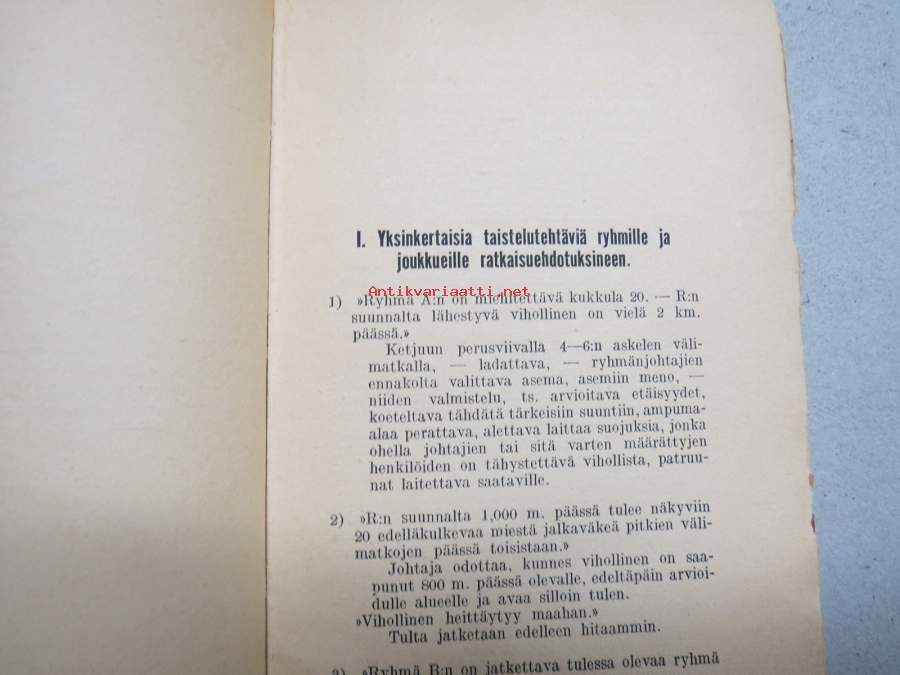 I. Yksinkertaisia taistelutehtäviä ryhmille ja
joukkueille ratkaisuehdotuksineen.
Antikvariaatti.net
1) »Ryhmä A:n on miehitettävä kukkula 20. — R:n
suunnalta lähestyvä vihollinen on vielä 2 km.
päässä.»
Ketjuun perusviivalla 4—6:n askelen väli-
matkalla, — ladattava, — ryhmänjohtajien
ennakolta valittava asema, asemiin meno, —
niiden valmistelu, ts. arvioitava etäisyydet,
koeteltava tähdätä tärkeisiin suuntiin, ampuma-
alaa perattava, alettava laittaa suojuksia, jonka
ohella johtajien tai sitä varten määrättyjen
henkilöiden on tähystettävä vihollista, patruu-
nat laitettava saataville.
2) »R:n suunnalta 1,000 m. päässä tulee näkyviin
20 edelläkulkevaa miestä jalkaväkeä pitkien väli-
matkojen päässä toisistaan.»
Johtaja odottaa, kunnes vihollinen on saa-
punut 800 m. päässä olevalle, edeltäpäin arvioi-
dulle alueelle ja avaa silloin tulen.
»Vihollinen heittäytyy maahan.»
Tulta jatketaan edelleen hitaammin.
3) »Ryhmä B:n on jatkettava tulessa olevaa ryhmä